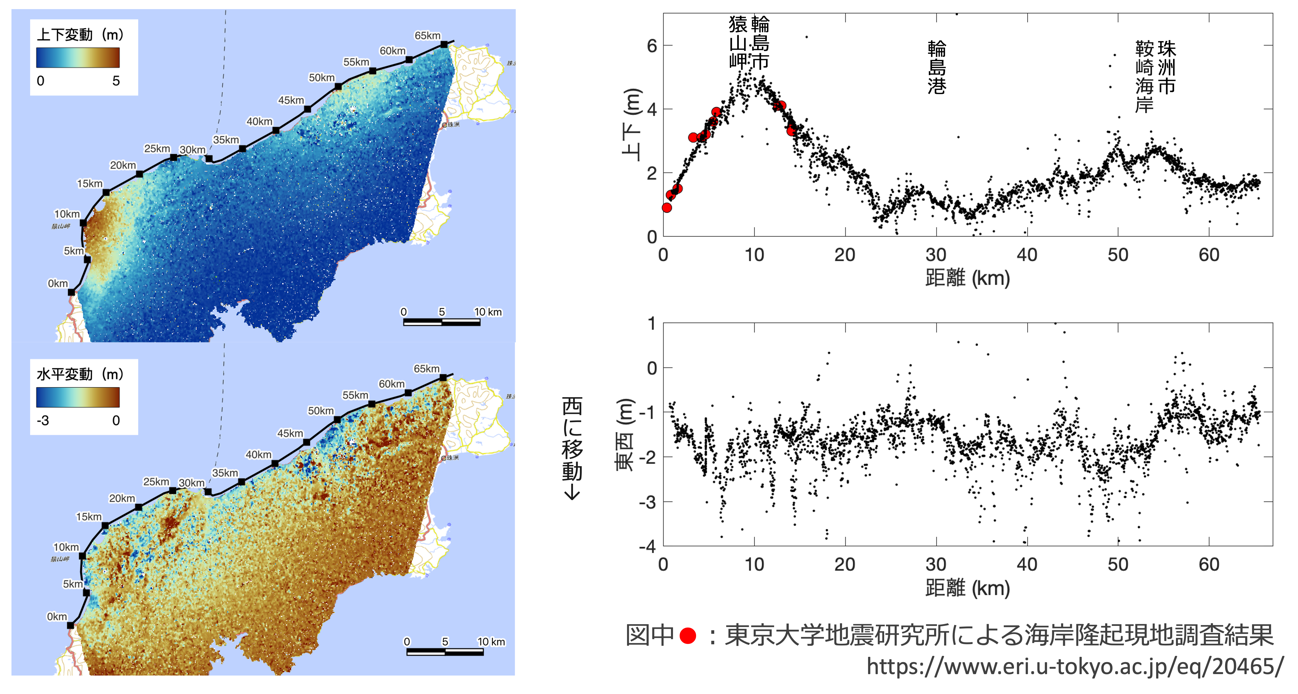 上下変動（m）
0 5
65km
60km
55km
50km
45km
40km
35km
30km
25km
20km
15km
10km
猿山岬
5km
0km
0 5 10 km
水平変動（m）
-3 0
65km
60km
55km
50km
45km
40km
35km
30km
25km
20km
15km
10km
猿山岬
5km
0km
0 5 10 km
輪島市
猿山岬
輪島港
珠洲市
鞍崎海岸
上下 (m)
6
4
2
0
0 10 20 30 40 50 60
距離 (km)
西に移動→
東西 (m)
1
0
-1
-2
-3
-4
0 10 20 30 40 50 60
距離 (km)
図中●：東京大学地震研究所による海岸隆起現地調査結果
https://www.eri.u-tokyo.ac.jp/eq/20465/